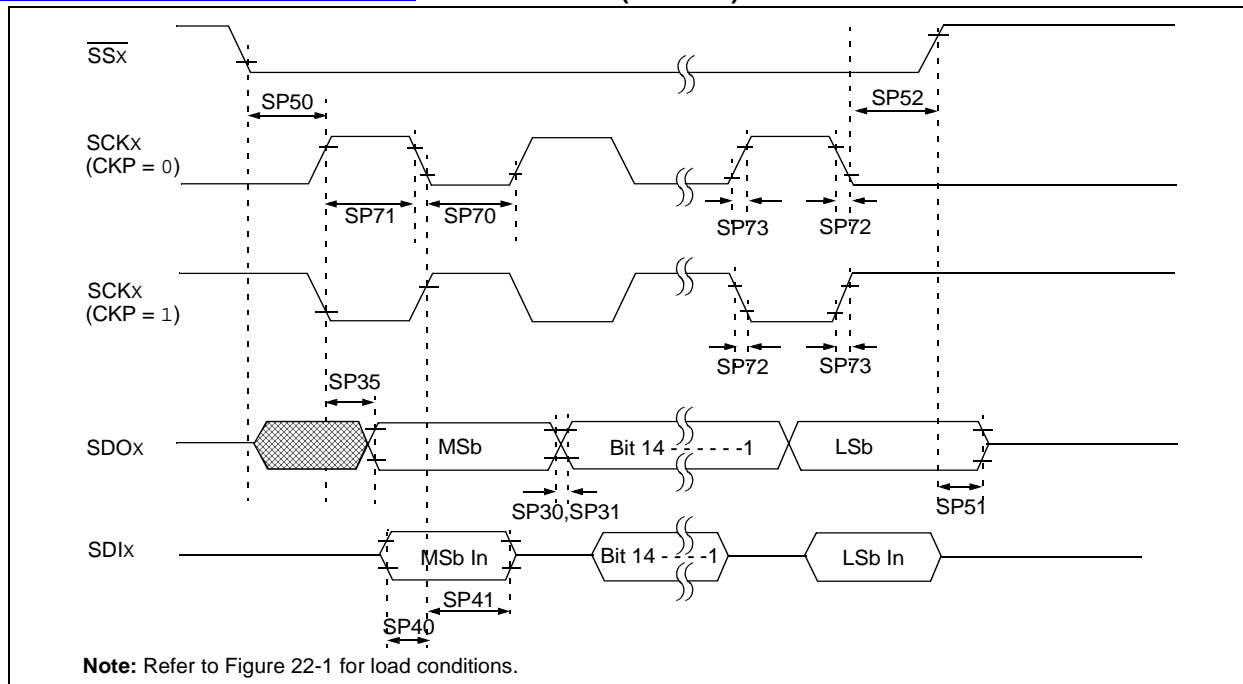 SSX
SP50
SP52
SCKX
(CKP = 0)
SP71
SP70
SP73
SP72
SCKX
(CKP = 1)
SP35
SP72
SP73
SDOX
MSb
Bit 14 - - - - - -1
LSb
SP30,SP31
SP51
SDIX
MSb In
Bit 14 - - - -1
LSb In
SP41
SP40
Note: Refer to Figure 22-1 for load conditions.